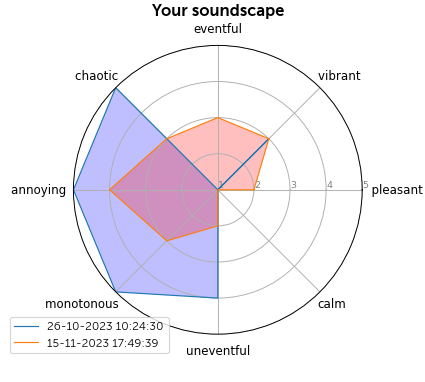 Your soundscape
eventful
chaotic
vibrant
annoying
1
2
3
4
5
pleasant
monotonous
calm
26-10-2023 10:24:30
15-11-2023 17:49:39
uneventful